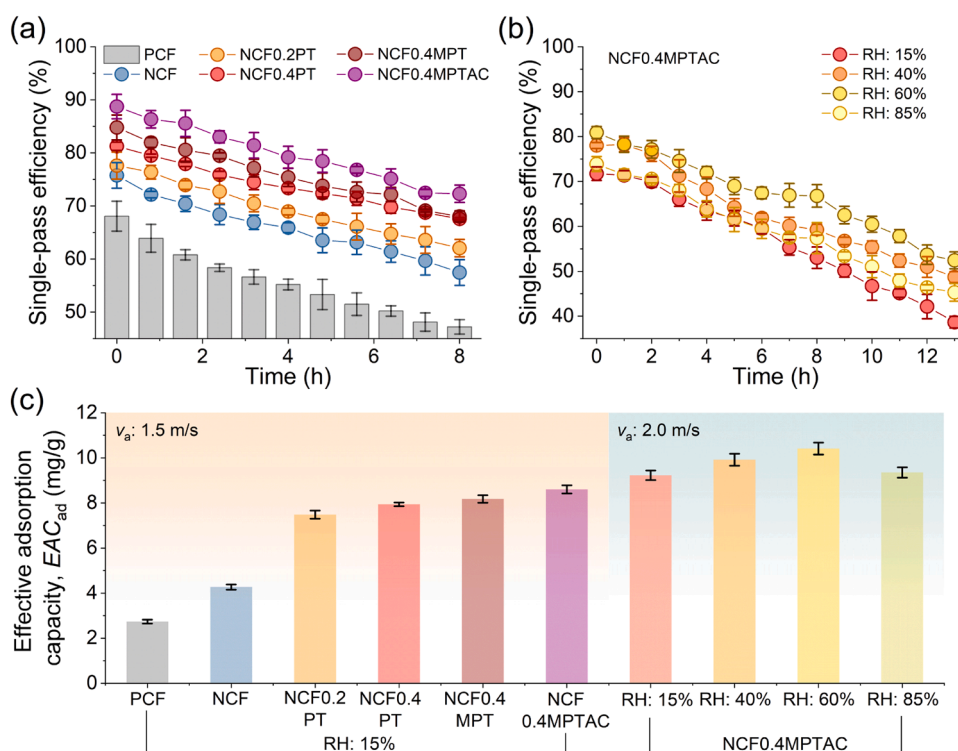 (a)
PCF
NCF
NCF0.2PT
NCF0.4PT
NCF0.4MPT
NCF0.4MPTAC
100
90
80
70
60
50
Single-pass efficiency (%)
0 2 4 6 8
Time (h)
(b)
NCF0.4MPTAC
RH: 15%
RH: 40%
RH: 60%
RH: 85%
100
90
80
70
60
50
40
Single-pass efficiency (%)
0 2 4 6 8 10 12
Time (h)
(c)
vₐ: 1.5 m/s
vₐ: 2.0 m/s
12
10
8
6
4
2
0
Effective adsorption
capacity, EAC_ad (mg/g)
PCF
NCF
NCF0.2
PT
NCF0.4
PT
NCF0.4
MPT
NCF
0.4MPTAC
RH: 15%
RH: 15%
RH: 40%
RH: 60%
RH: 85%
NCF0.4MPTAC